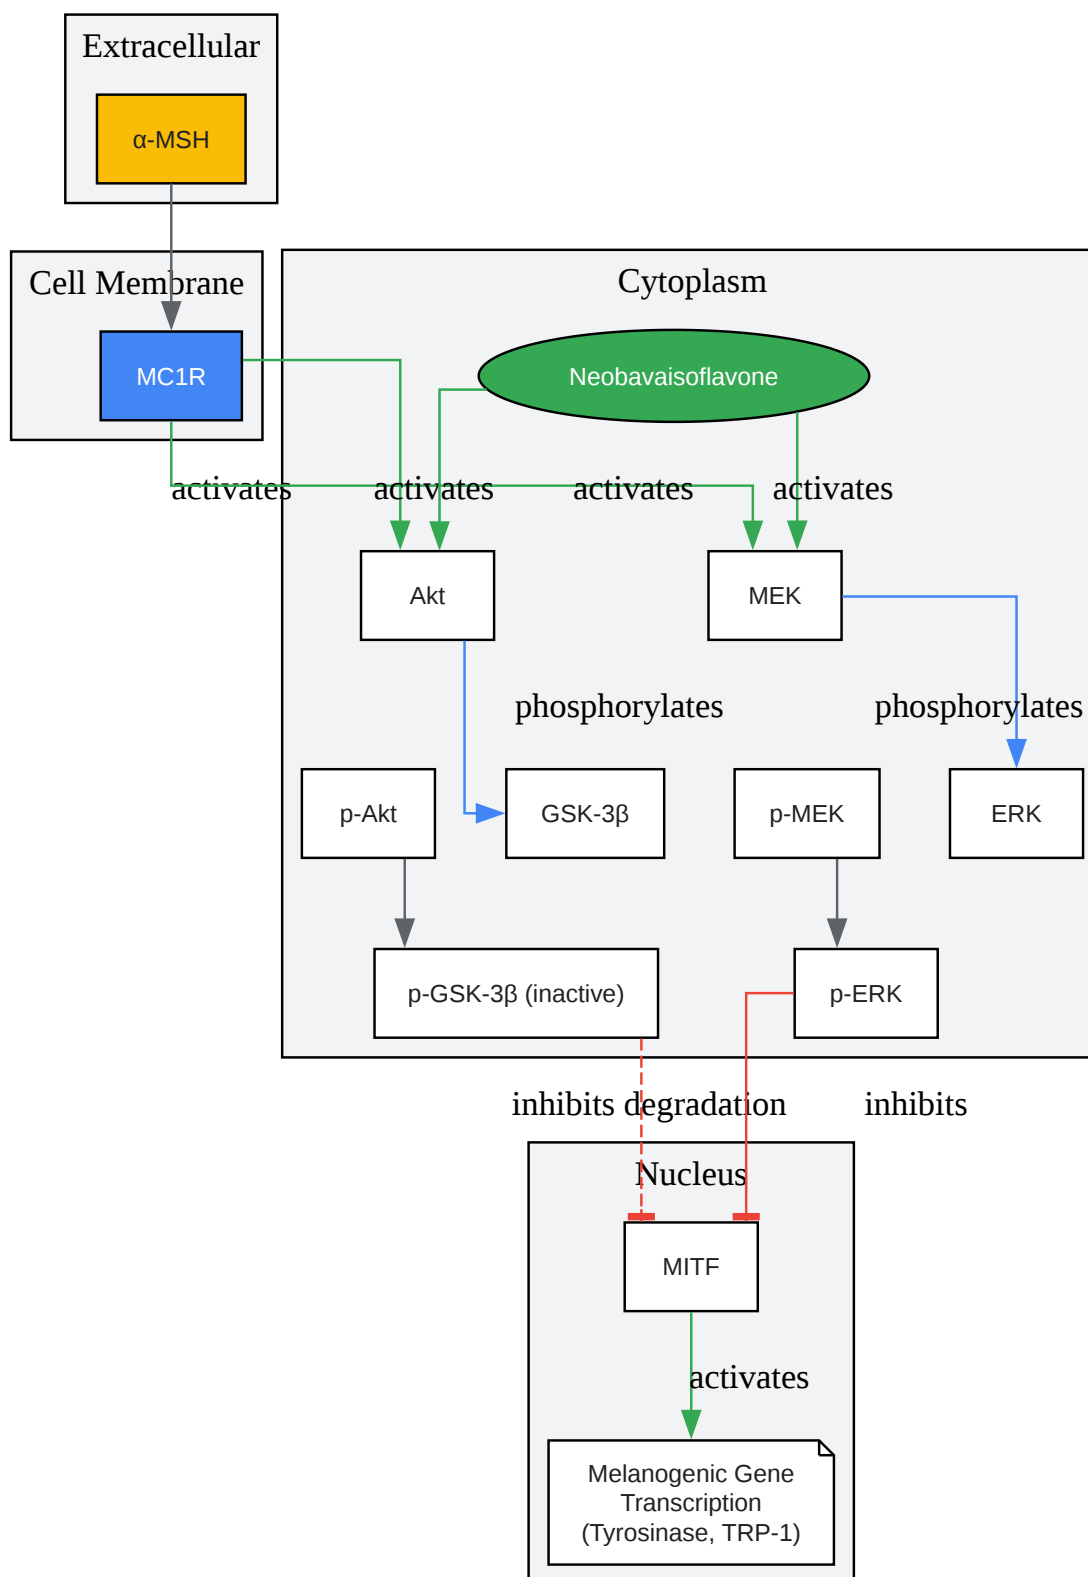 Extracellular
α-MSH
Cell Membrane
MC1R
Cytoplasm
Neobavaisoflavone
activates
activates
activates
activates
Akt
MEK
phosphorylates
phosphorylates
p-Akt
GSK-3β
p-MEK
ERK
p-GSK-3β (inactive)
p-ERK
inhibits degradation
inhibits
Nucleus
MITF
activates
Melanogenic Gene
Transcription
(Tyrosinase, TRP-1)